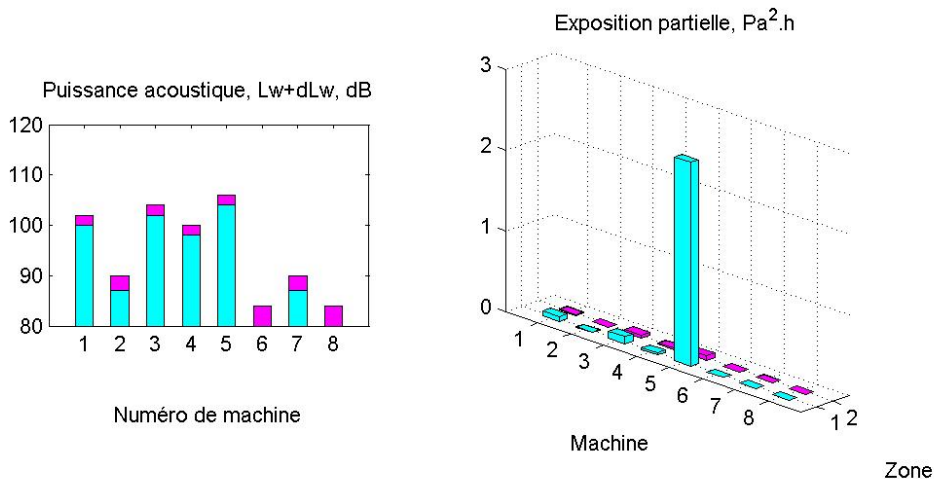 Puissance acoustique, Lw+dLw, dB
120
110
100
90
80
1 2 3 4 5 6 7 8
Numéro de machine
Exposition partielle, Pa².h
3
2
1
0
1 2 3 4 5 6 7 8
Machine
1 2
Zone